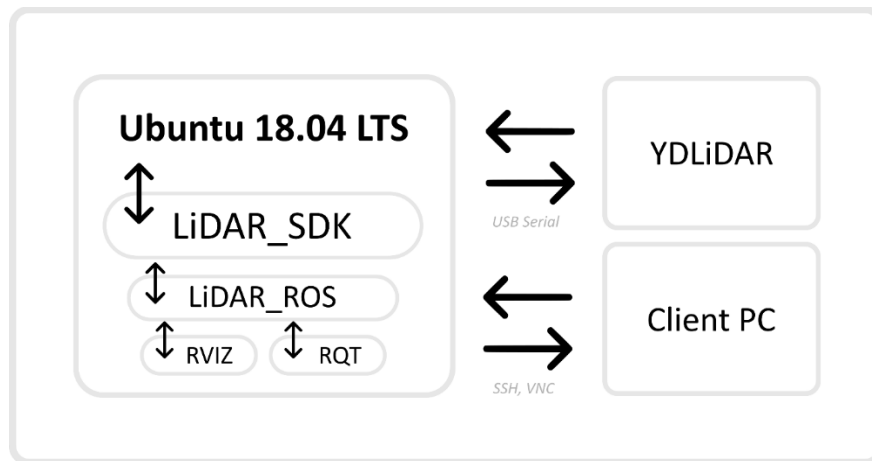 Ubuntu 18.04 LTS
LiDAR_SDK
LiDAR_ROS
RVIZ
RQT
YDLiDAR
USB Serial
Client PC
SSH, VNC